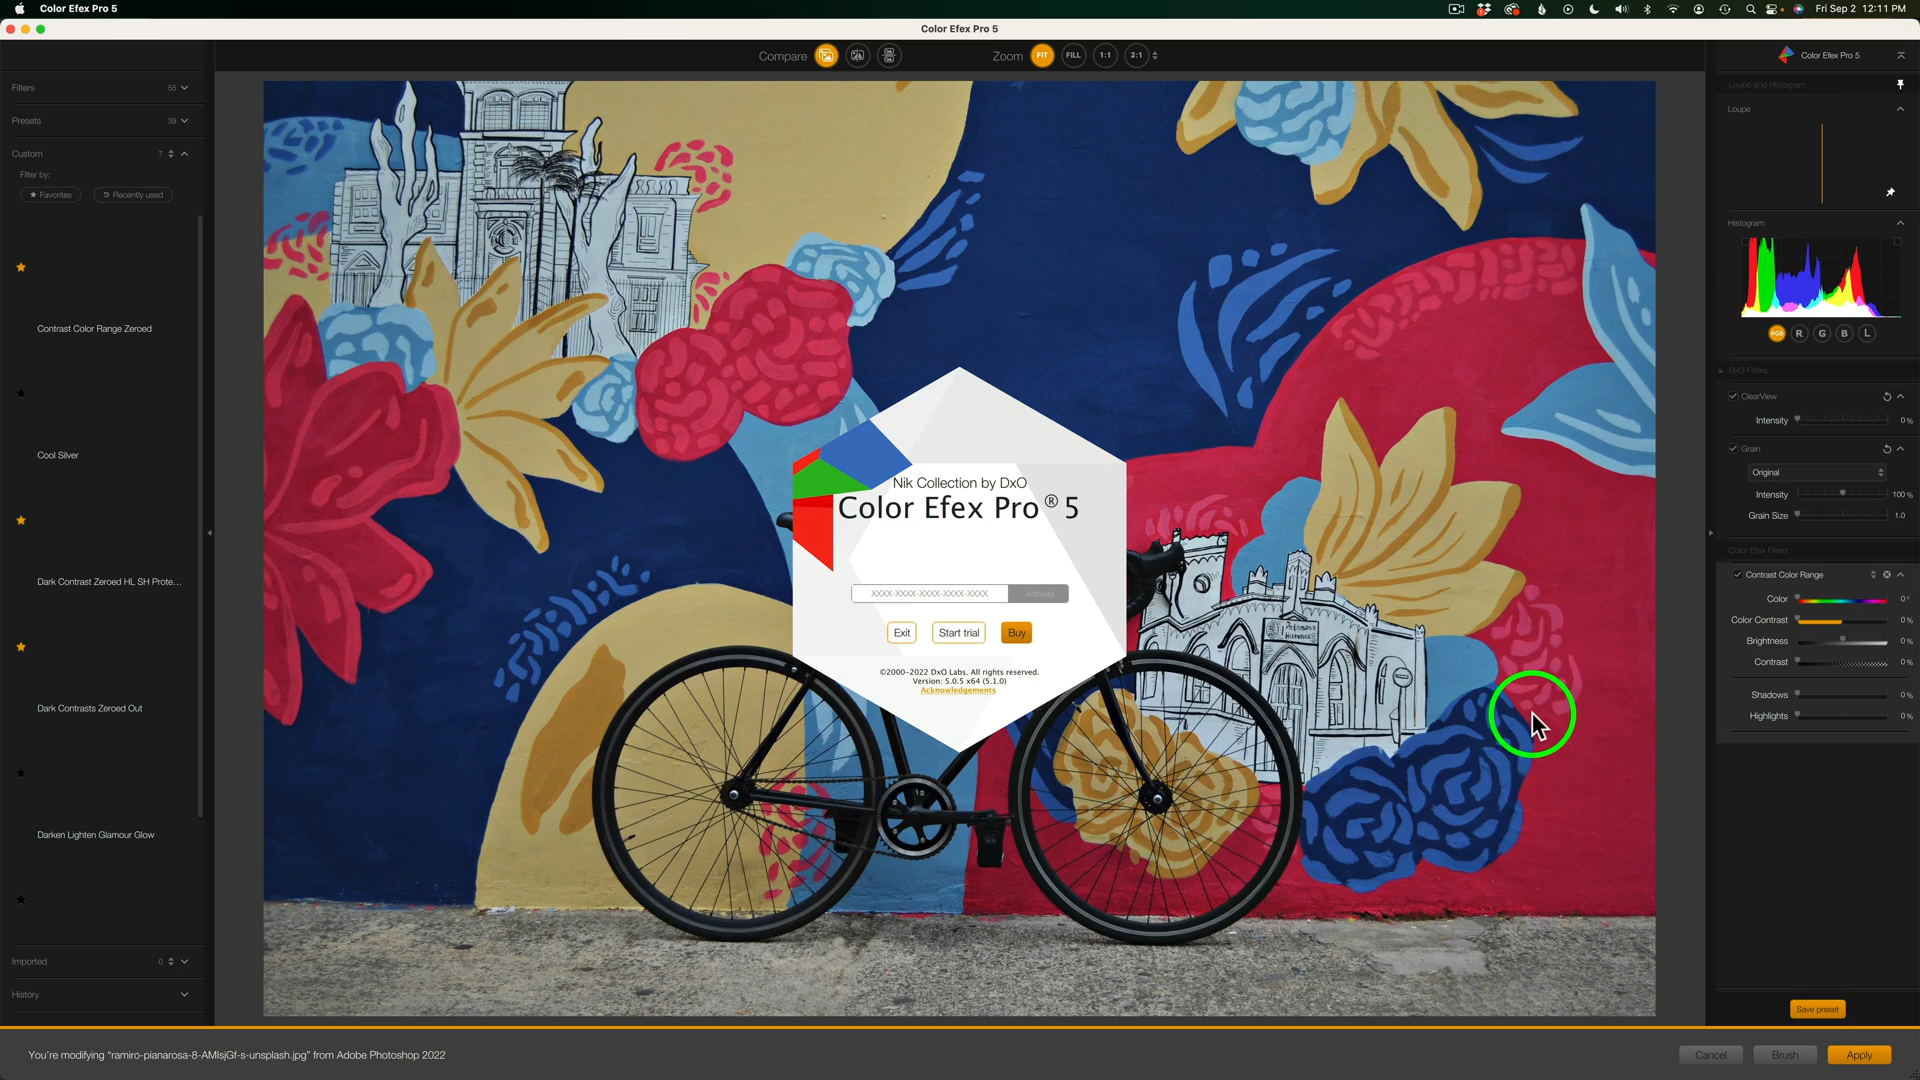 Color Efex Pro 5
Fri Sep 2 12:11 PM
Color Efex Pro 5
Compare
Zoom
FIT
FILL
1:1
2:1
Color Efex Pro 5
Filters
55
Presets
39
Custom
7
Filter by:
Favorites
Recently used
Contrast Color Range Zeroed
Cool Silver
Dark Contrast Zeroed HL SH Prote...
Dark Contrasts Zeroed Out
Darken Lighten Glamour Glow
Imported
0
History
Nik Collection by DxO
Color Efex Pro® 5
XXXX-XXXX-XXXX-XXXX-XXXX
Activate
Exit
Start trial
Buy
©2000-2022 DxO Labs. All rights reserved.
Version: 5.0.5 x64 (5.1.0)
Acknowledgements
Loupe and Histogram
Loupe
Histogram
RGB
R
G
B
L
DxO Filters
ClearView
Intensity
0 %
Grain
Original
Intensity
100 %
Grain Size
1.0
Color Efex Filters
Contrast Color Range
Color
0 °
Color Contrast
0 %
Brightness
0 %
Contrast
0 %
Shadows
0 %
Highlights
0 %
Save preset
You're modifying "ramiro-pianarosa-8-AMIsjGf-s-unsplash.jpg" from Adobe Photoshop 2022
Cancel
Brush
Apply